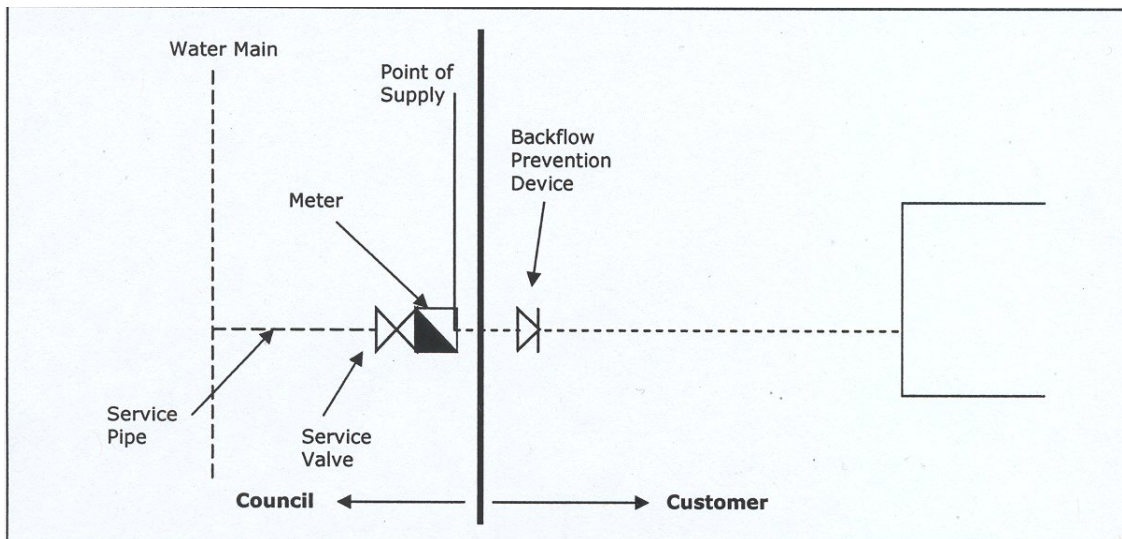 Water Main
Point of
Supply
Backflow
Prevention
Device
Meter
Service
Pipe
Service
Valve
Council
Customer